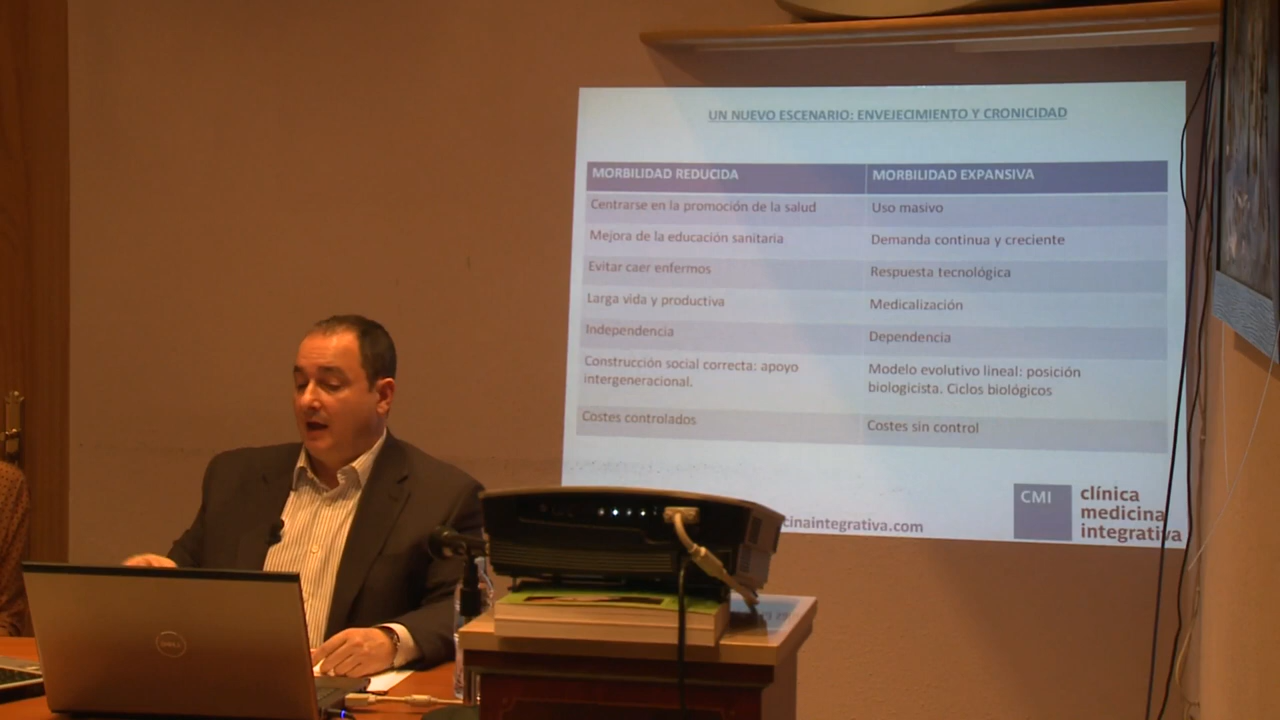 UN NUEVO ESCENARIO: ENVEJECIMIENTO Y CRONICIDAD
MORBILIDAD REDUCIDA
MORBILIDAD EXPANSIVA
Centrarse en la promoción de la salud
Uso masivo
Mejora de la educación sanitaria
Demanda continua y creciente
Evitar caer enfermos
Respuesta tecnológica
Larga vida y productiva
Medicalización
Independencia
Dependencia
Construcción social correcta: apoyo
intergeneracional.
Modelo evolutivo lineal: posición
biologicista. Ciclos biológicos
Costes controlados
Costes sin control
cinaintegrativa.com
CMI
clínica
medicina
integrativa
DELL